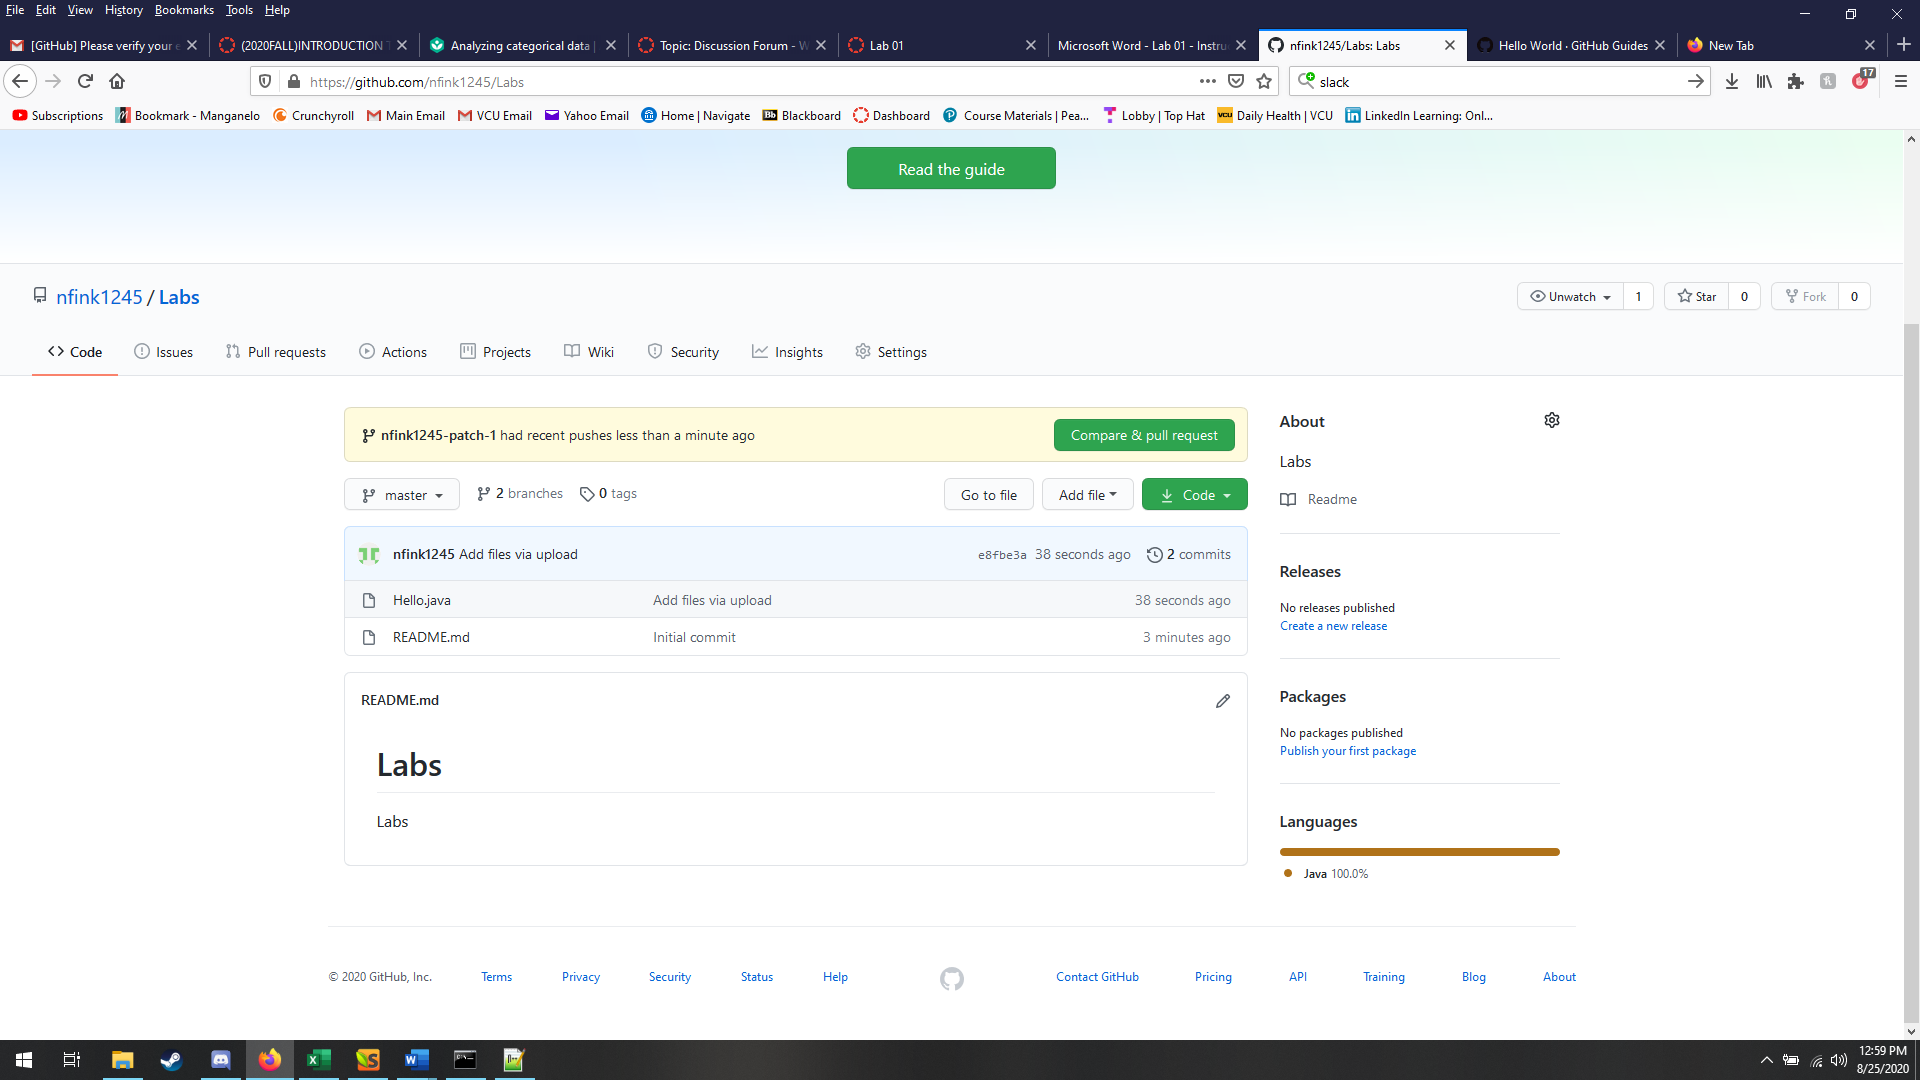 File Edit View History Bookmarks Tools Help
[GitHub] Please verify your e
(2020FALL)INTRODUCTION T
Analyzing categorical data |
Topic: Discussion Forum - W
Lab 01
Microsoft Word - Lab 01 - Instru
nfink1245/Labs: Labs
Hello World · GitHub Guides
New Tab
https://github.com/nfink1245/Labs
slack
17
Subscriptions
Bookmark - Manganelo
Crunchyroll
Main Email
VCU Email
Yahoo Email
Home | Navigate
Bb Blackboard
Dashboard
Course Materials | Pea...
Lobby | Top Hat
VCU Daily Health | VCU
LinkedIn Learning: Onl...
Read the guide
nfink1245 / Labs
Unwatch 1
Star 0
Fork 0
Code
Issues
Pull requests
Actions
Projects
Wiki
Security
Insights
Settings
nfink1245-patch-1 had recent pushes less than a minute ago
Compare & pull request
master
2 branches
0 tags
Go to file
Add file
Code
nfink1245 Add files via upload e8fbe3a 38 seconds ago 2 commits
Hello.java Add files via upload 38 seconds ago
README.md Initial commit 3 minutes ago
README.md
Labs
Labs
About
Labs
Readme
Releases
No releases published
Create a new release
Packages
No packages published
Publish your first package
Languages
Java 100.0%
© 2020 GitHub, Inc. Terms Privacy Security Status Help Contact GitHub Pricing API Training Blog About
12:59 PM
8/25/2020